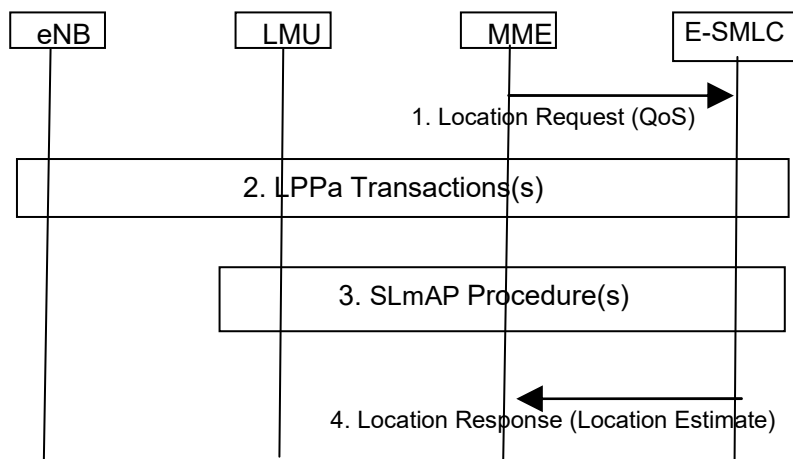 eNB
LMU
MME
E-SMLC
1. Location Request (QoS)
2. LPPa Transactions(s)
3. SLmAP Procedure(s)
4. Location Response (Location Estimate)